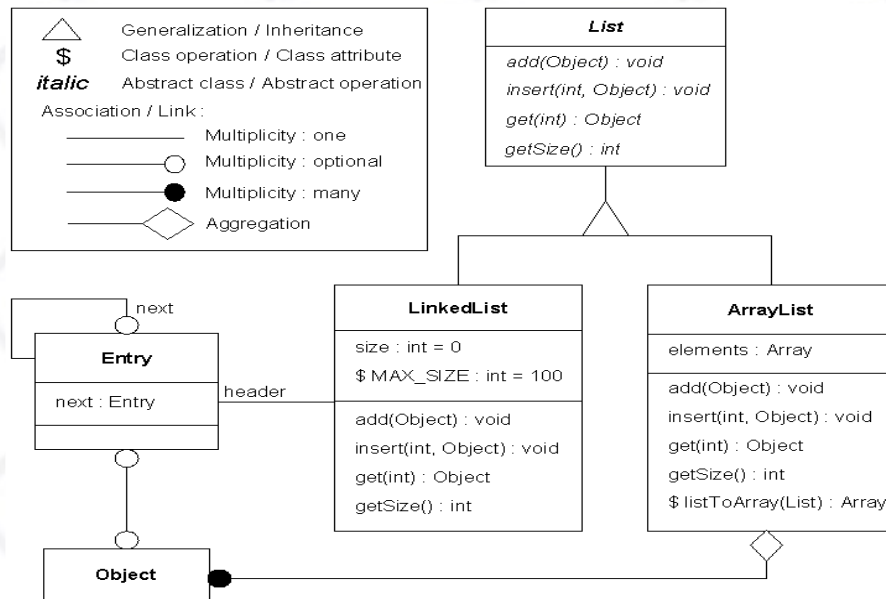 Generalization / Inheritance
$ Class operation / Class attribute
italic Abstract class / Abstract operation
Association / Link :
Multiplicity : one
Multiplicity : optional
Multiplicity : many
Aggregation
List
add(Object) : void
insert(int, Object) : void
get(int) : Object
getSize() : int
next
Entry
next : Entry
header
LinkedList
size : int = 0
$ MAX_SIZE : int = 100
add(Object) : void
insert(int, Object) : void
get(int) : Object
getSize() : int
ArrayList
elements : Array
add(Object) : void
insert(int, Object) : void
get(int) : Object
getSize() : int
$ listToArray(List) : Array
Object